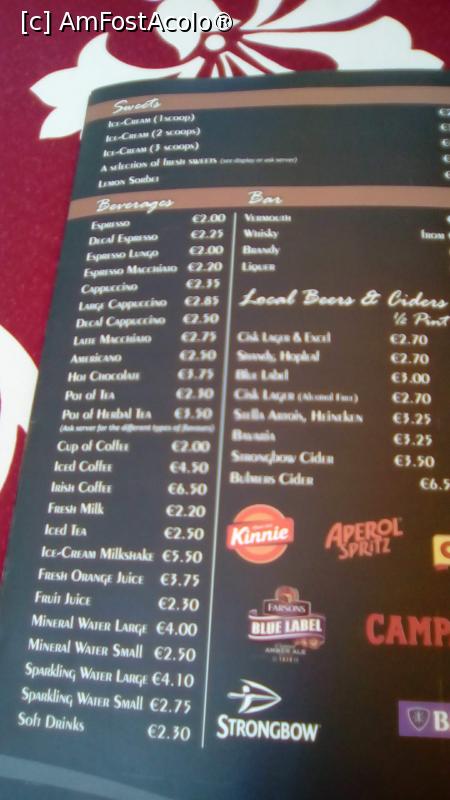 [c] AmFostAcolo®
Sweets
Ice-Cream (1scoop)
Ice-Cream (2 scoops)
Ice-Cream (3 scoops)
A selection of fresh sweets (see display or ask server)
Lemon Sorbet
Beverages
Espresso €2.00
Decaf Espresso €2.25
Espresso Lungo €2.00
Espresso Macchiato €2.20
Cappuccino €2.35
Large Cappuccino €2.85
Decaf Cappuccino €2.50
Latte Macchiato €2.75
Americano €2.50
Hot Chocolate €3.75
Pot of Tea €2.30
Pot of Herbal Tea €3.50
(Ask server for the different types of flavours)
Cup of Coffee €2.00
Iced Coffee €4.50
Irish Coffee €6.50
Fresh Milk €2.20
Iced Tea €2.50
Ice-Cream Milkshake €5.50
Fresh Orange Juice €3.75
Fruit Juice €2.30
Mineral Water Large €4.00
Mineral Water Small €2.50
Sparkling Water Large €4.10
Sparkling Water Small €2.75
Soft Drinks €2.30
Bar
Vermouth
Whisky from
Brandy
Liquer
Local Beers & Ciders
½ Pint
Cisk Lager & Excel €2.70
Shandy, Hopleaf €2.70
Blue Label €3.00
Cisk Lager (Alcohol Free) €2.70
Stella Artois, Heineken €3.25
Bavaria €3.25
Strongbow Cider €3.50
Bulmers Cider €6.5
Kinnie
APEROL
SPRITZ
FARSONS
BLUE LABEL
AMBER ALE
CAMP
STRONGBOW
B